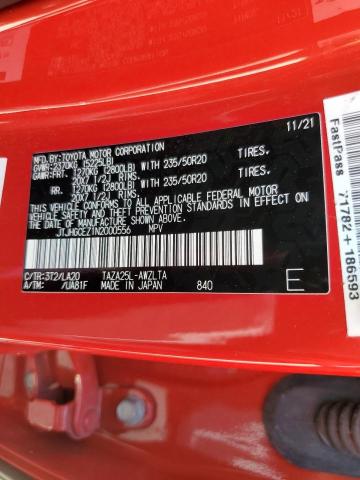 MFD.BY:TOYOTA MOTOR CORPORATION 11/21
GVWR:2370KG (5225LB)
GAWR:FRT. 1270KG (2800LB) WITH 235/50R20 TIRES.
20X7 1/2J RIMS.
RR. 1270KG (2800LB) WITH 235/50R20 TIRES.
20X7 1/2J RIMS.
THIS VEHICLE CONFORMS TO ALL APPLICABLE FEDERAL MOTOR
VEHICLE SAFETY AND BUMPER STANDARDS IN EFFECT ON
THE DATE OF MANUFACTURE SHOWN ABOVE.
JTJHGCEZ1N2000556 MPV
C/TR:3T2/LA20 TAZA25L-AWZLTA
A/TM: /UA81F MADE IN JAPAN 840 E
FastPass
71782+186593